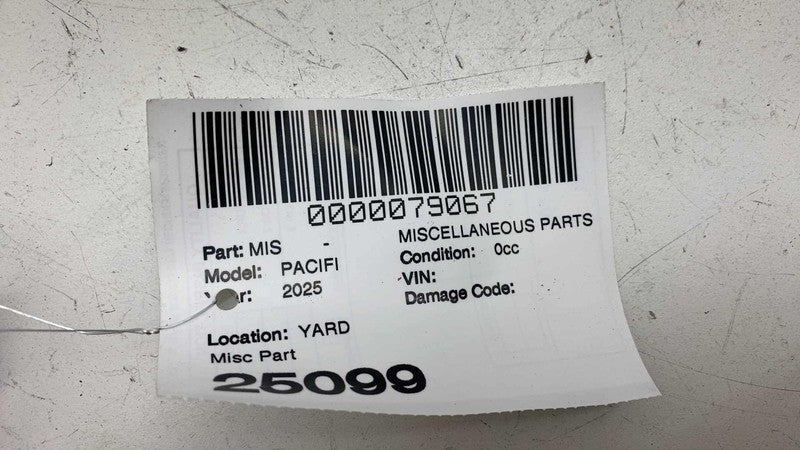 0000079067
Part: MIS - MISCELLANEOUS PARTS
Model: PACIFI Condition: 0cc
2025 VIN:
Damage Code:
Location: YARD
Misc Part
25099